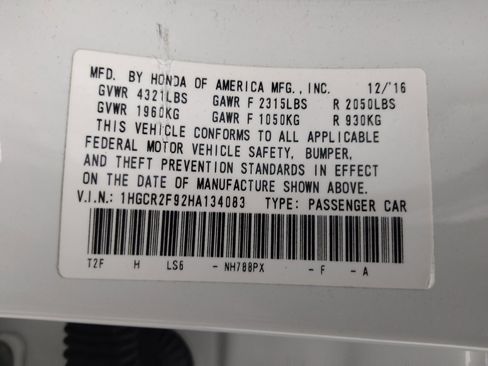 MFD. BY HONDA OF AMERICA MFG., INC. 12/'16
GVWR 4321LBS GAWR F 2315LBS R 2050LBS
GVWR 1960KG GAWR F 1050KG R 930KG
THIS VEHICLE CONFORMS TO ALL APPLICABLE
FEDERAL MOTOR VEHICLE SAFETY, BUMPER,
AND THEFT PREVENTION STANDARDS IN EFFECT
ON THE DATE OF MANUFACTURE SHOWN ABOVE.
V.I.N.: 1HGCR2F92HA134083 TYPE: PASSENGER CAR
T2F H LS6 - NH788PX - F - A